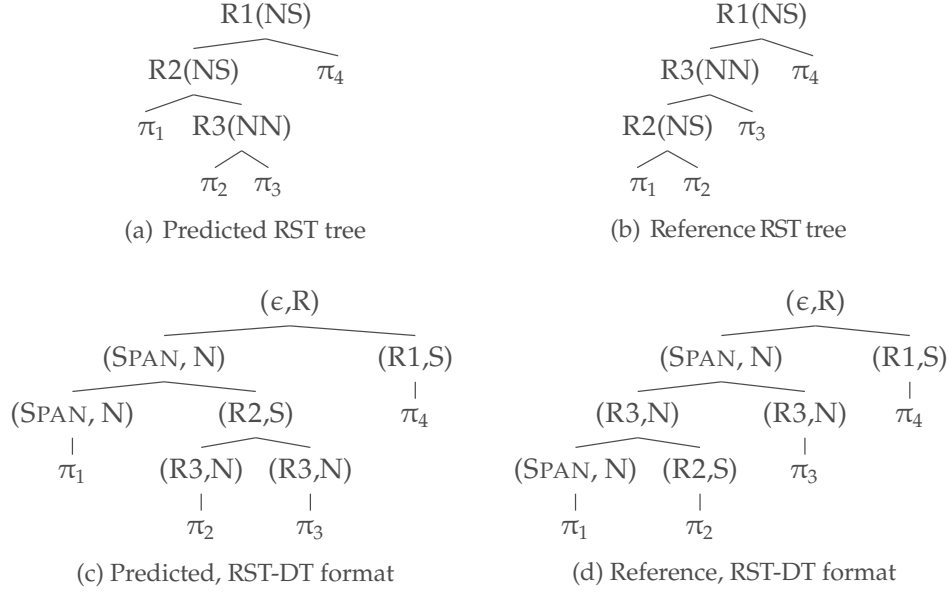 R1(NS) R1(NS)
R2(NS) π₄ R3(NN) π₄
π₁ R3(NN) R2(NS) π₃
π₂ π₃ π₁ π₂
(a) Predicted RST tree (b) Reference RST tree
(ϵ,R) (ϵ,R)
(SPAN, N) (R1,S) (SPAN, N) (R1,S)
(SPAN, N) (R2,S) π₄ (R3,N) (R3,N) π₄
π₁ (R3,N) (R3,N) (SPAN, N) (R2,S) π₃
π₂ π₃ π₁ π₂
(c) Predicted, RST-DT format (d) Reference, RST-DT format